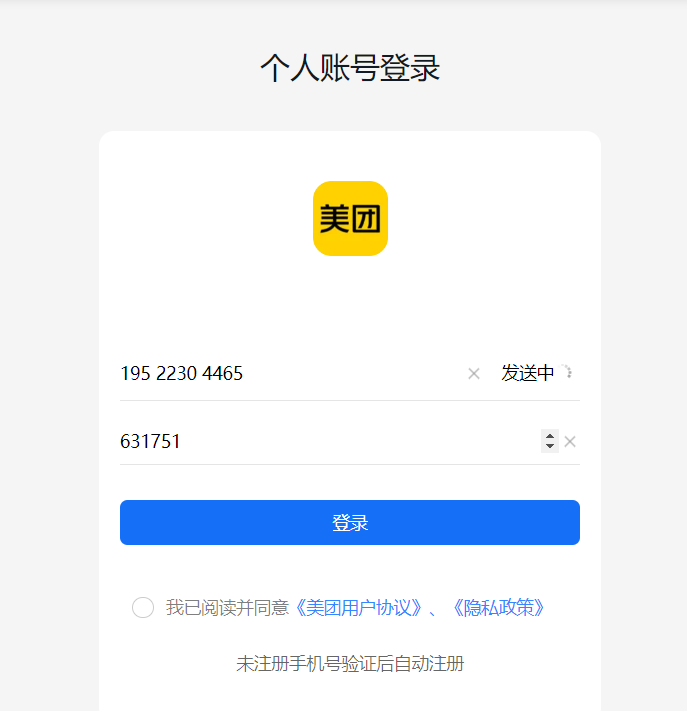 个人账号登录
美团
195 2230 4465 发送中
631751
登录
我已阅读并同意《美团用户协议》、《隐私政策》
未注册手机号验证后自动注册